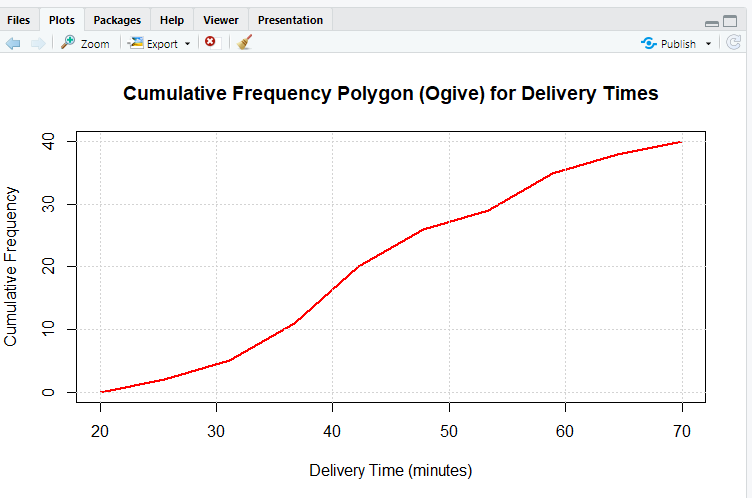 Files Plots Packages Help Viewer Presentation
Zoom Export Publish
Cumulative Frequency Polygon (Ogive) for Delivery Times
Cumulative Frequency
40
30
20
10
0
20 30 40 50 60 70
Delivery Time (minutes)